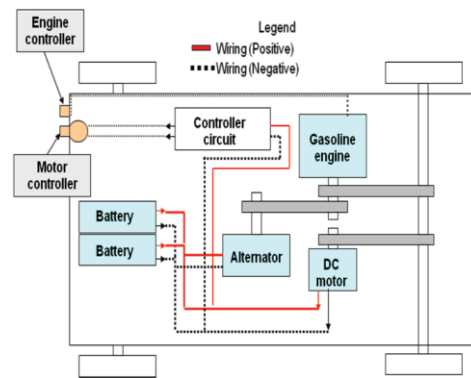 Engine
controller
Legend
Wiring (Positive)
Wiring (Negative)
Controller
circuit
Gasoline
engine
Motor
controller
Battery
Battery
Alternator
DC
motor